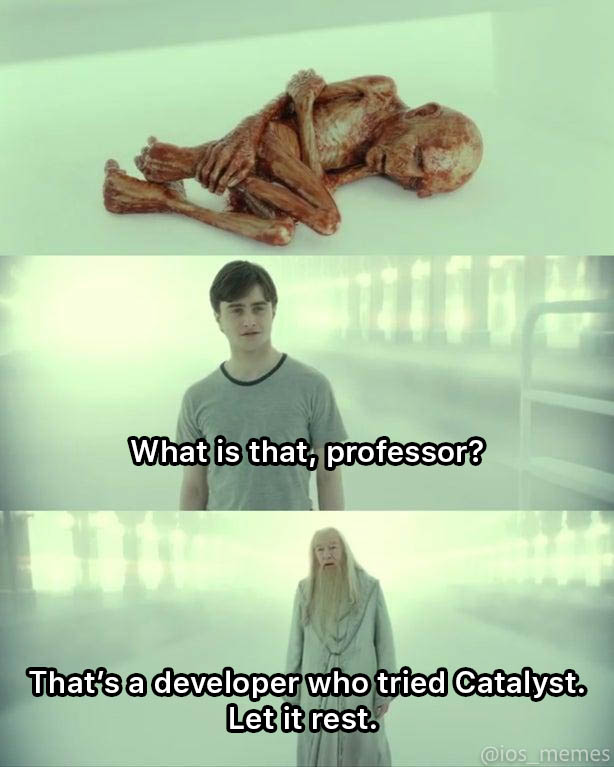 What is that, professor?
That's a developer who tried Catalyst.
Let it rest.
@ios_memes